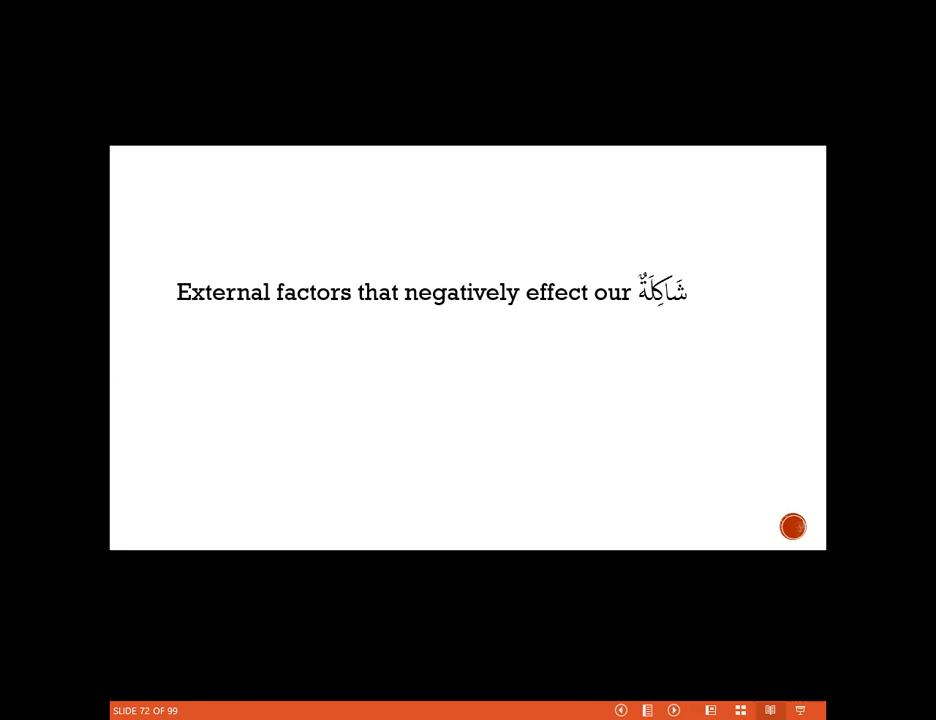 External factors that negatively effect our شَاكِلَةٌ
SLIDE 72 OF 99